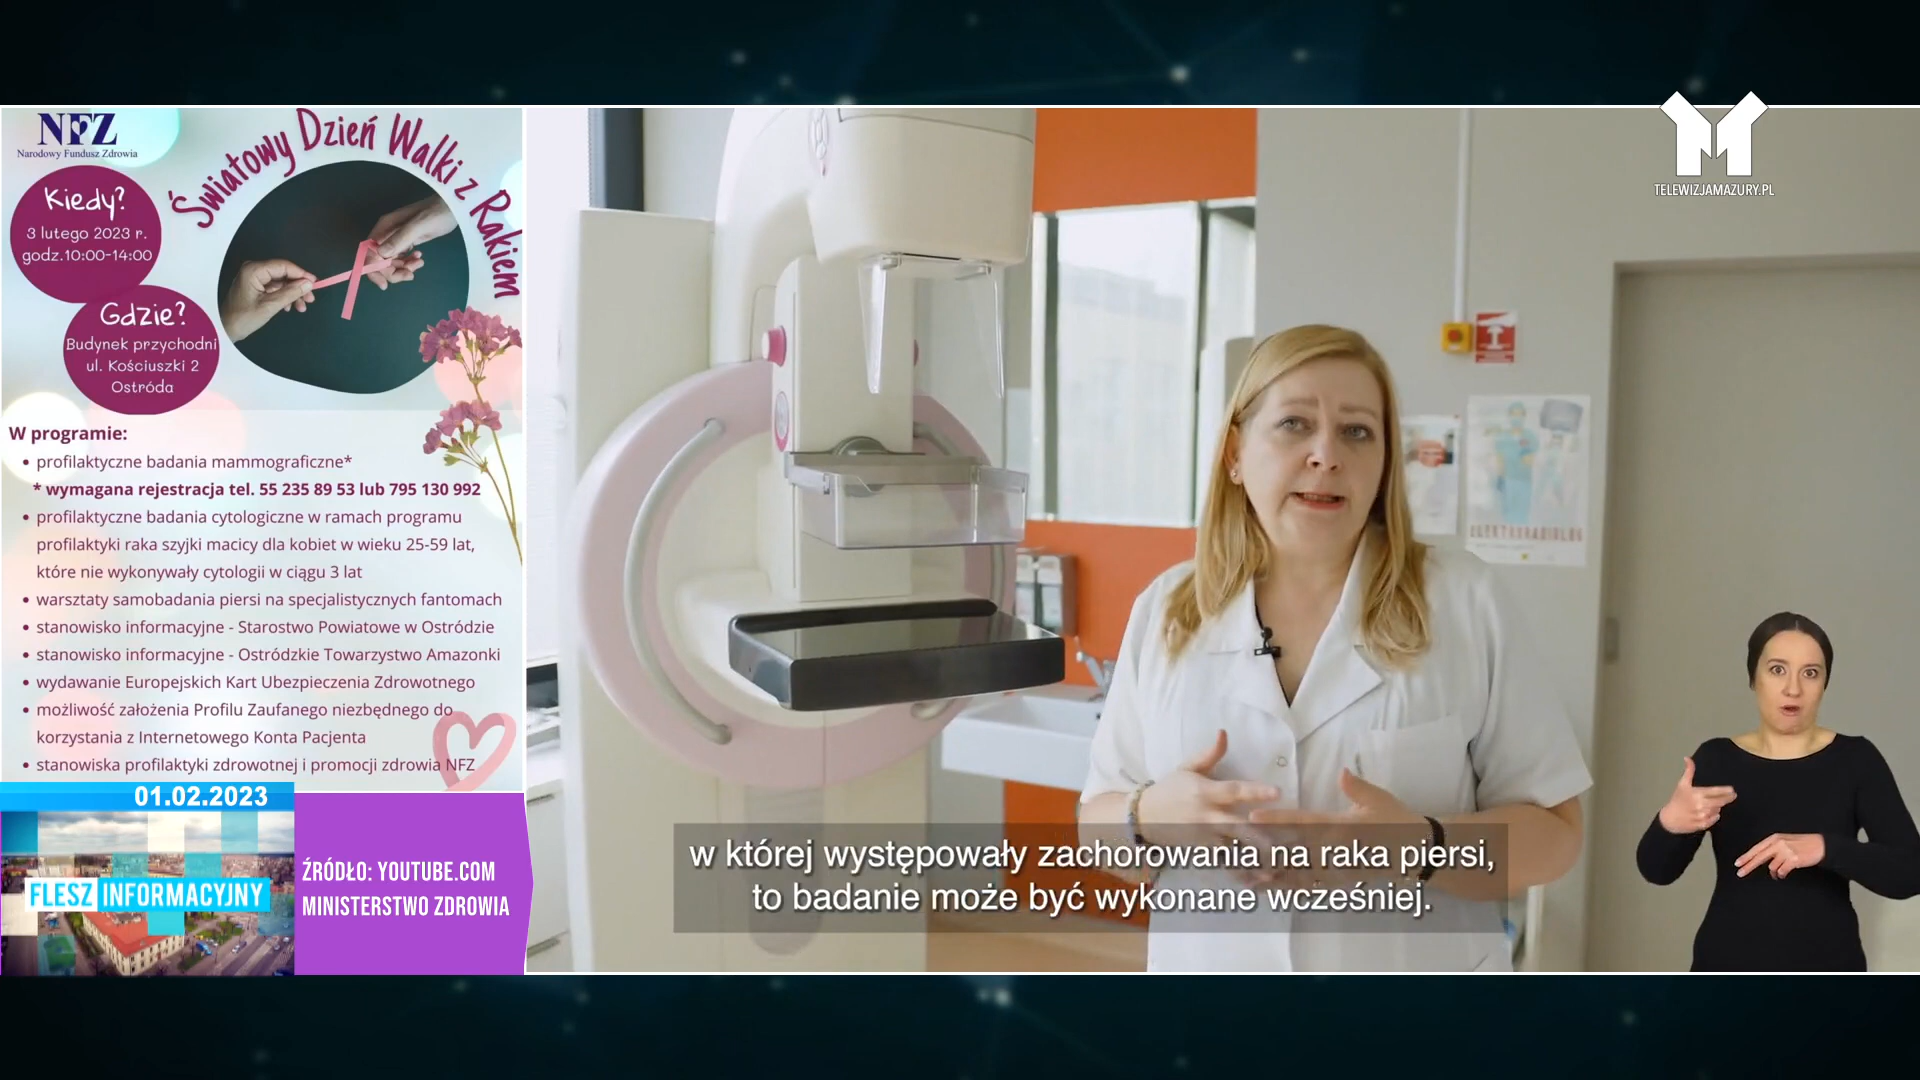 NFZ
Narodowy Fundusz Zdrowia
Światowy Dzień Walki z Rakiem
Kiedy?
3 lutego 2023 r.
godz.10:00-14:00
Gdzie?
Budynek przychodni
ul. Kościuszki 2
Ostróda
W programie:
• profilaktyczne badania mammograficzne*
* wymagana rejestracja tel. 55 235 89 53 lub 795 130 992
• profilaktyczne badania cytologiczne w ramach programu
profilaktyki raka szyjki macicy dla kobiet w wieku 25-59 lat,
które nie wykonywały cytologii w ciągu 3 lat
• warsztaty samobadania piersi na specjalistycznych fantomach
• stanowisko informacyjne - Starostwo Powiatowe w Ostródzie
• stanowisko informacyjne - Ostródzkie Towarzystwo Amazonki
• wydawanie Europejskich Kart Ubezpieczenia Zdrowotnego
• możliwość założenia Profilu Zaufanego niezbędnego do
korzystania z Internetowego Konta Pacjenta
• stanowiska profilaktyki zdrowotnej i promocji zdrowia NFZ
01.02.2023
FLESZ INFORMACYJNY
ŹRÓDŁO: YOUTUBE.COM
MINISTERSTWO ZDROWIA
TELEWIZJAMAZURY.PL
ELEKTRORADIOLOG
w której występowały zachorowania na raka piersi,
to badanie może być wykonane wcześniej.